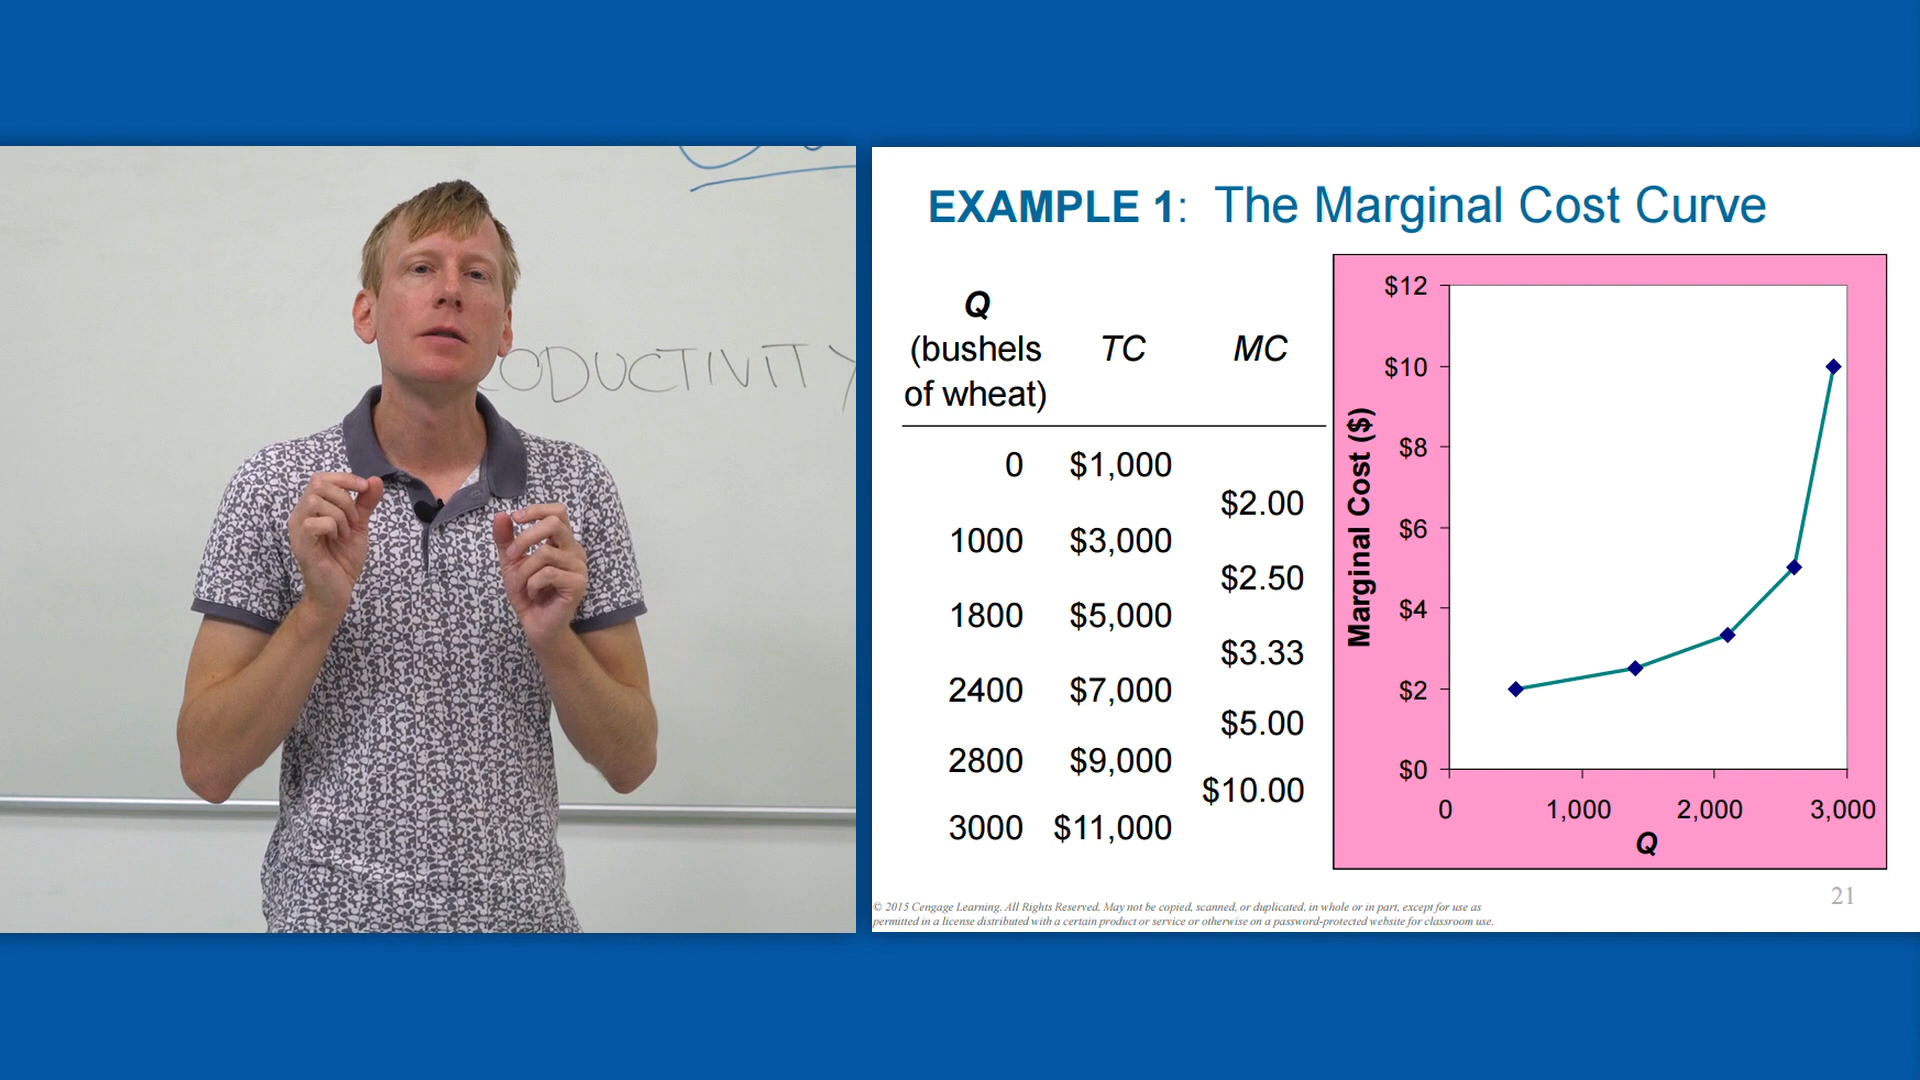 ODUCTIVITY
EXAMPLE 1: The Marginal Cost Curve
Q
(bushels
of wheat)
TC
MC
0 $1,000
$2.00
1000 $3,000
$2.50
1800 $5,000
$3.33
2400 $7,000
$5.00
2800 $9,000
$10.00
3000 $11,000
Marginal Cost ($)
$12
$10
$8
$6
$4
$2
$0
0 1,000 2,000 3,000
Q
21
© 2015 Cengage Learning. All Rights Reserved. May not be copied, scanned, or duplicated, in whole or in part, except for use as
permitted in a license distributed with a certain product or service or otherwise on a password-protected website for classroom use.